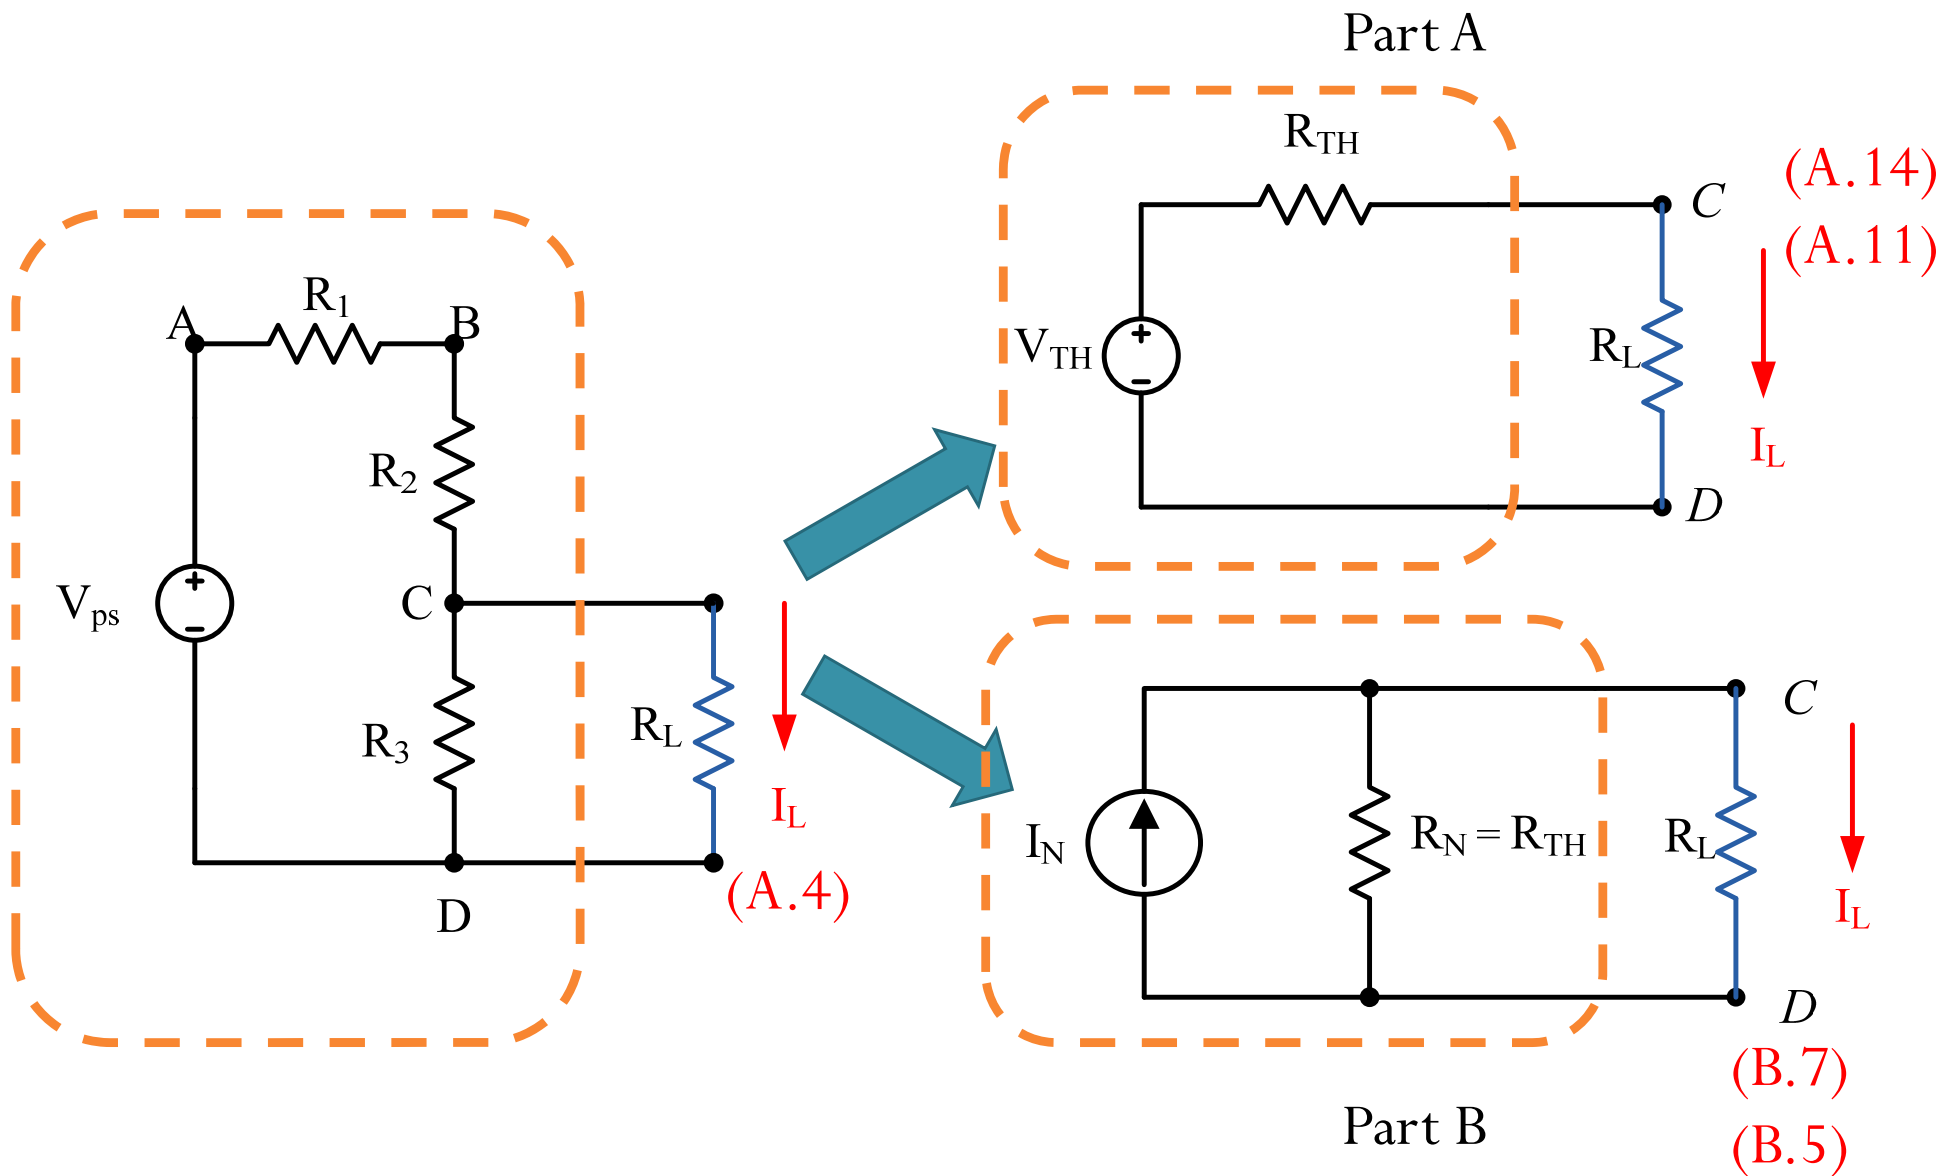 Part A
R_TH
V_TH
R_L
C
D
(A.14)
(A.11)
I_L
A
R_1
B
R_2
V_ps
C
R_3
R_L
I_L
(A.4)
D
I_N
R_N = R_TH
R_L
C
D
I_L
(B.7)
(B.5)
Part B